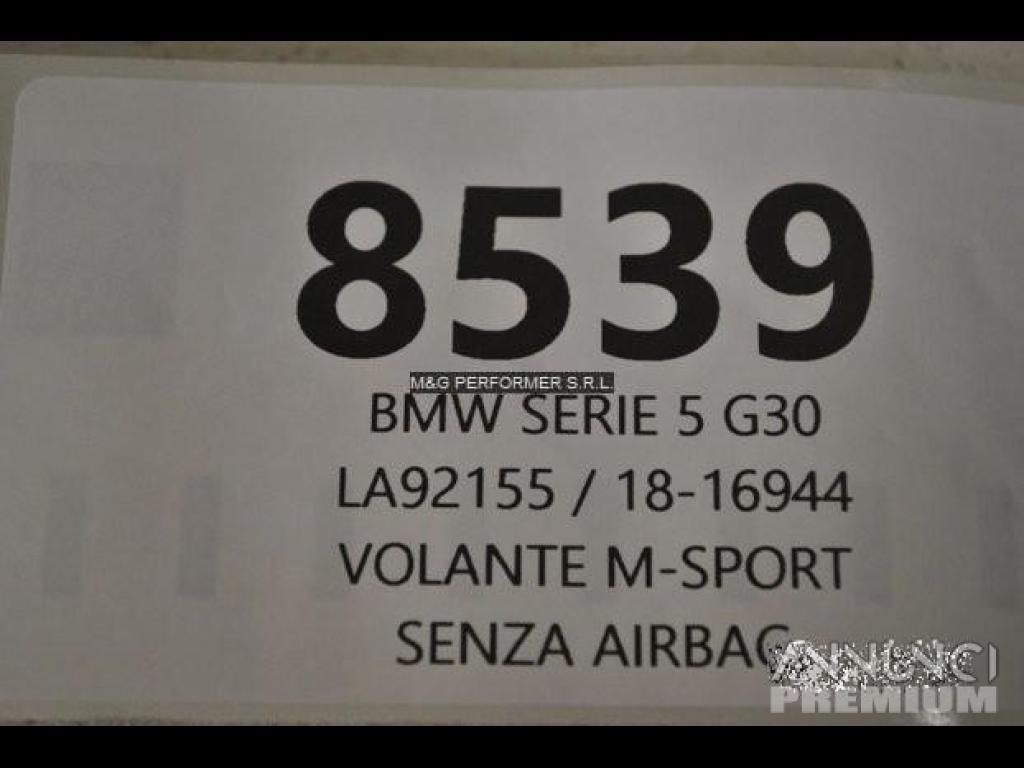 8539
M&G PERFORMER S.R.L.
BMW SERIE 5 G30
LA92155 / 18-16944
VOLANTE M-SPORT
SENZA AIRBAG
ANNUNCI
PREMIUM